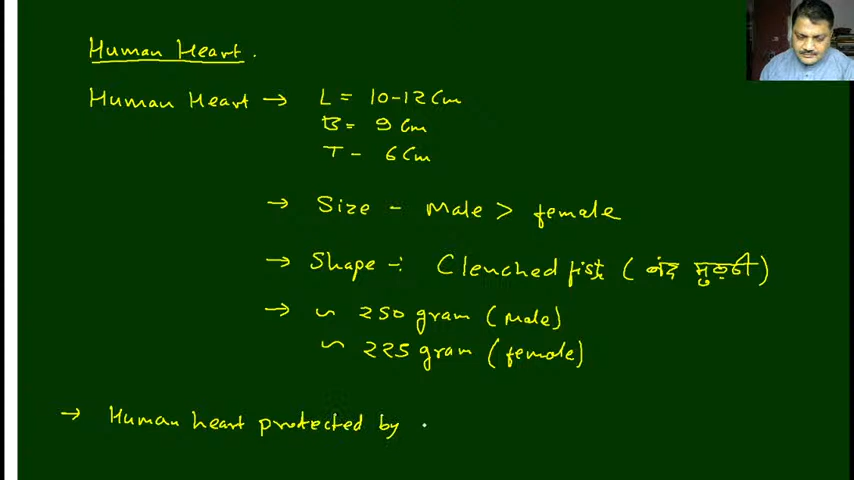 Human Heart.
Human Heart → L = 10-12 Cm
B = 9 Cm
T - 6 Cm
→ Size - Male > female
→ Shape :- Clenched fist (बंद मुट्ठी)
→ ~ 250 gram (Male)
~ 225 gram (female)
→ Human heart protected by